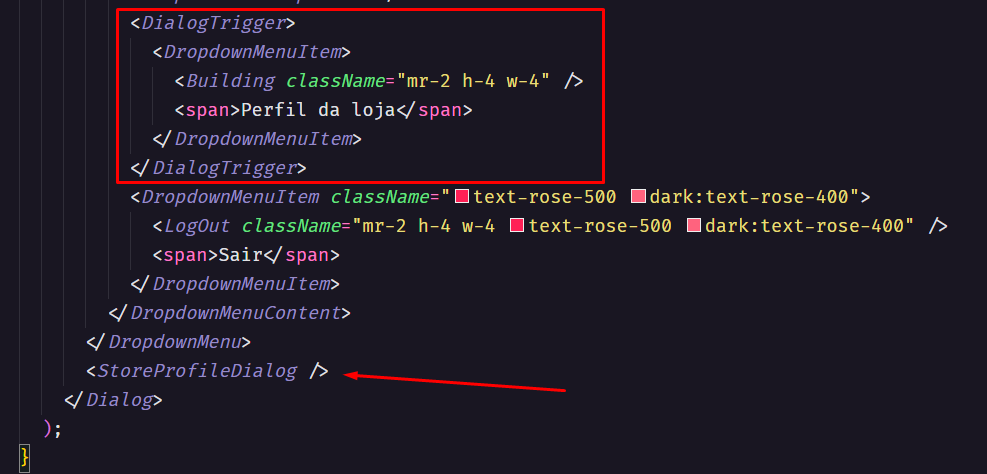 <DialogTrigger>
<DropdownMenuItem>
<Building className="mr-2 h-4 w-4" />
<span>Perfil da loja</span>
</DropdownMenuItem>
</DialogTrigger>
<DropdownMenuItem className="text-rose-500 dark:text-rose-400">
<LogOut className="mr-2 h-4 w-4 text-rose-500 dark:text-rose-400" />
<span>Sair</span>
</DropdownMenuItem>
</DropdownMenuContent>
</DropdownMenu>
<StoreProfileDialog />
</Dialog>
);
}